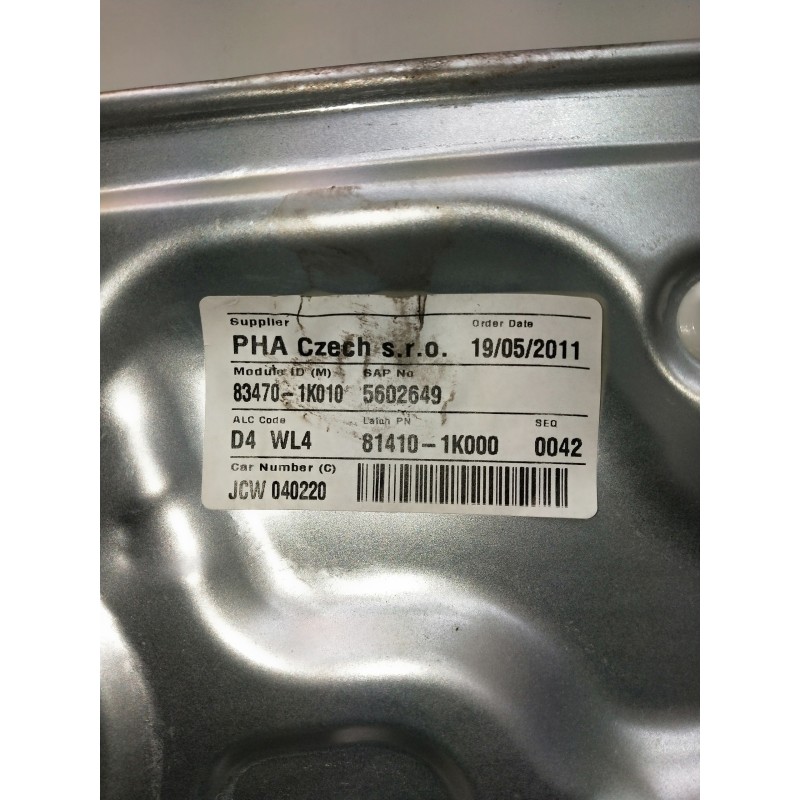 Supplier Order Date
PHA Czech s.r.o. 19/05/2011
Module ID (M) SAP No
83470-1K010 5602649
ALC Code Latch PN SEQ
D4 WL4 81410-1K000 0042
Car Number (C)
JCW 040220